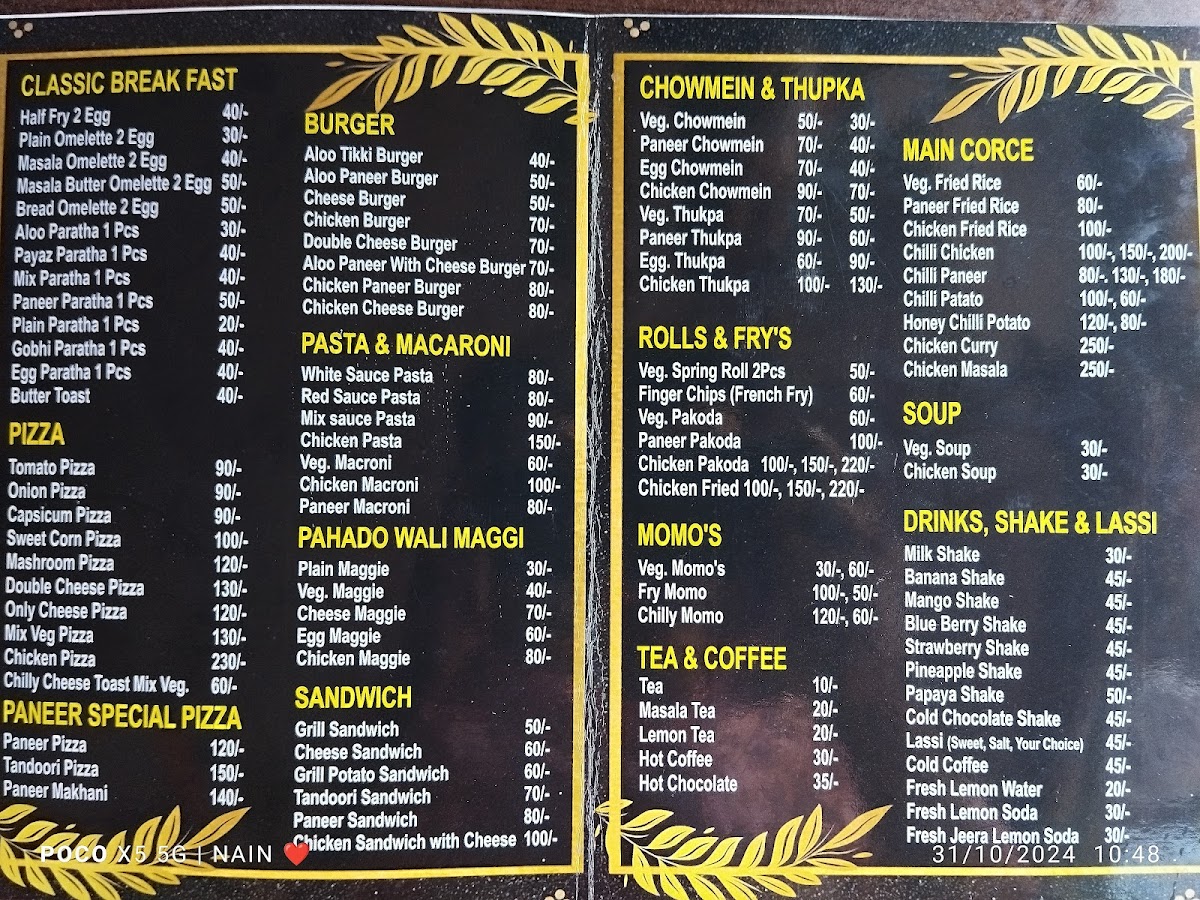 CLASSIC BREAK FAST
Half Fry 2 Egg 40/-
Plain Omelette 2 Egg 30/-
Masala Omelette 2 Egg 40/-
Masala Butter Omelette 2 Egg 50/-
Bread Omelette 2 Egg 50/-
Aloo Paratha 1 Pcs 30/-
Payaz Paratha 1 Pcs 40/-
Mix Paratha 1 Pcs 40/-
Paneer Paratha 1 Pcs 50/-
Plain Paratha 1 Pcs 20/-
Gobhi Paratha 1 Pcs 40/-
Egg Paratha 1 Pcs 40/-
Butter Toast 40/-
PIZZA
Tomato Pizza 90/-
Onion Pizza 90/-
Capsicum Pizza 90/-
Sweet Corn Pizza 100/-
Mashroom Pizza 120/-
Double Cheese Pizza 130/-
Only Cheese Pizza 120/-
Mix Veg Pizza 130/-
Chicken Pizza 230/-
Chilly Cheese Toast Mix Veg. 60/-
PANEER SPECIAL PIZZA
Paneer Pizza 120/-
Tandoori Pizza 150/-
Paneer Makhani 140/-
BURGER
Aloo Tikki Burger 40/-
Aloo Paneer Burger 50/-
Cheese Burger 50/-
Chicken Burger 70/-
Double Cheese Burger 70/-
Aloo Paneer With Cheese Burger 70/-
Chicken Paneer Burger 80/-
Chicken Cheese Burger 80/-
PASTA & MACARONI
White Sauce Pasta 80/-
Red Sauce Pasta 80/-
Mix sauce Pasta 90/-
Chicken Pasta 150/-
Veg. Macroni 60/-
Chicken Macroni 100/-
Paneer Macroni 80/-
PAHADO WALI MAGGI
Plain Maggie 30/-
Veg. Maggie 40/-
Cheese Maggie 70/-
Egg Maggie 60/-
Chicken Maggie 80/-
SANDWICH
Grill Sandwich 50/-
Cheese Sandwich 60/-
Grill Potato Sandwich 60/-
Tandoori Sandwich 70/-
Paneer Sandwich 80/-
Chicken Sandwich with Cheese 100/-
CHOWMEIN & THUPKA
Veg. Chowmein 50/- 30/-
Paneer Chowmein 70/- 40/-
Egg Chowmein 70/- 40/-
Chicken Chowmein 90/- 70/-
Veg. Thukpa 70/- 50/-
Paneer Thukpa 90/- 60/-
Egg. Thukpa 60/- 90/-
Chicken Thukpa 100/- 130/-
ROLLS & FRY'S
Veg. Spring Roll 2Pcs 50/-
Finger Chips (French Fry) 60/-
Veg. Pakoda 60/-
Paneer Pakoda 100/-
Chicken Pakoda 100/-, 150/-, 220/-
Chicken Fried 100/-, 150/-, 220/-
MOMO'S
Veg. Momo's 30/-, 60/-
Fry Momo 100/-, 50/-
Chilly Momo 120/-, 60/-
TEA & COFFEE
Tea 10/-
Masala Tea 20/-
Lemon Tea 20/-
Hot Coffee 30/-
Hot Chocolate 35/-
MAIN CORCE
Veg. Fried Rice 60/-
Paneer Fried Rice 80/-
Chicken Fried Rice 100/-
Chilli Chicken 100/-, 150/-, 200/-
Chilli Paneer 80/-. 130/-, 180/-
Chilli Patato 100/-, 60/-
Honey Chilli Potato 120/-, 80/-
Chicken Curry 250/-
Chicken Masala 250/-
SOUP
Veg. Soup 30/-
Chicken Soup 30/-
DRINKS, SHAKE & LASSI
Milk Shake 30/-
Banana Shake 45/-
Mango Shake 45/-
Blue Berry Shake 45/-
Strawberry Shake 45/-
Pineapple Shake 45/-
Papaya Shake 50/-
Cold Chocolate Shake 45/-
Lassi (Sweet, Salt, Your Choice) 45/-
Cold Coffee 45/-
Fresh Lemon Water 20/-
Fresh Lemon Soda 30/-
Fresh Jeera Lemon Soda 30/-
POCO X5 5G | NAIN ❤️
31/10/2024 10:48